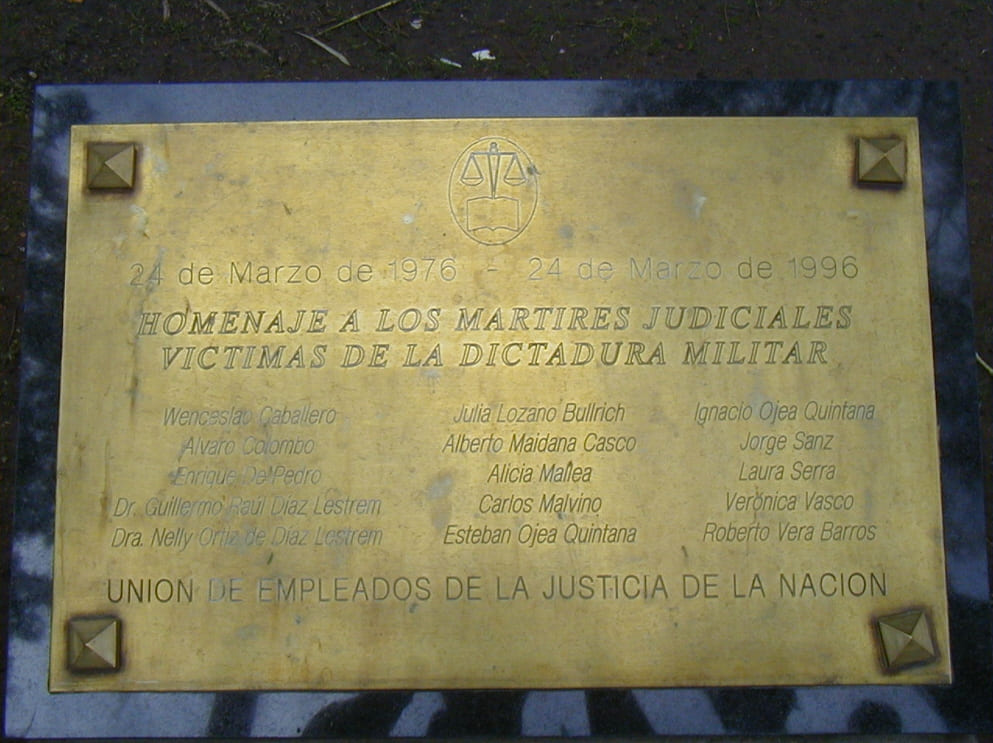 24 de Marzo de 1976 - 24 de Marzo de 1996
HOMENAJE A LOS MARTIRES JUDICIALES
VICTIMAS DE LA DICTADURA MILITAR
Wenceslao Caballero
Alvaro Colombo
Enrique De Pedro
Dr. Guillermo Raúl Díaz Lestrem
Dra. Nelly Ortiz de Díaz Lestrem
Julia Lozano Bullrich
Alberto Maidana Casco
Alicia Mallea
Carlos Malvino
Esteban Ojea Quintana
Ignacio Ojea Quintana
Jorge Sanz
Laura Serra
Verónica Vasco
Roberto Vera Barros
UNION DE EMPLEADOS DE LA JUSTICIA DE LA NACION